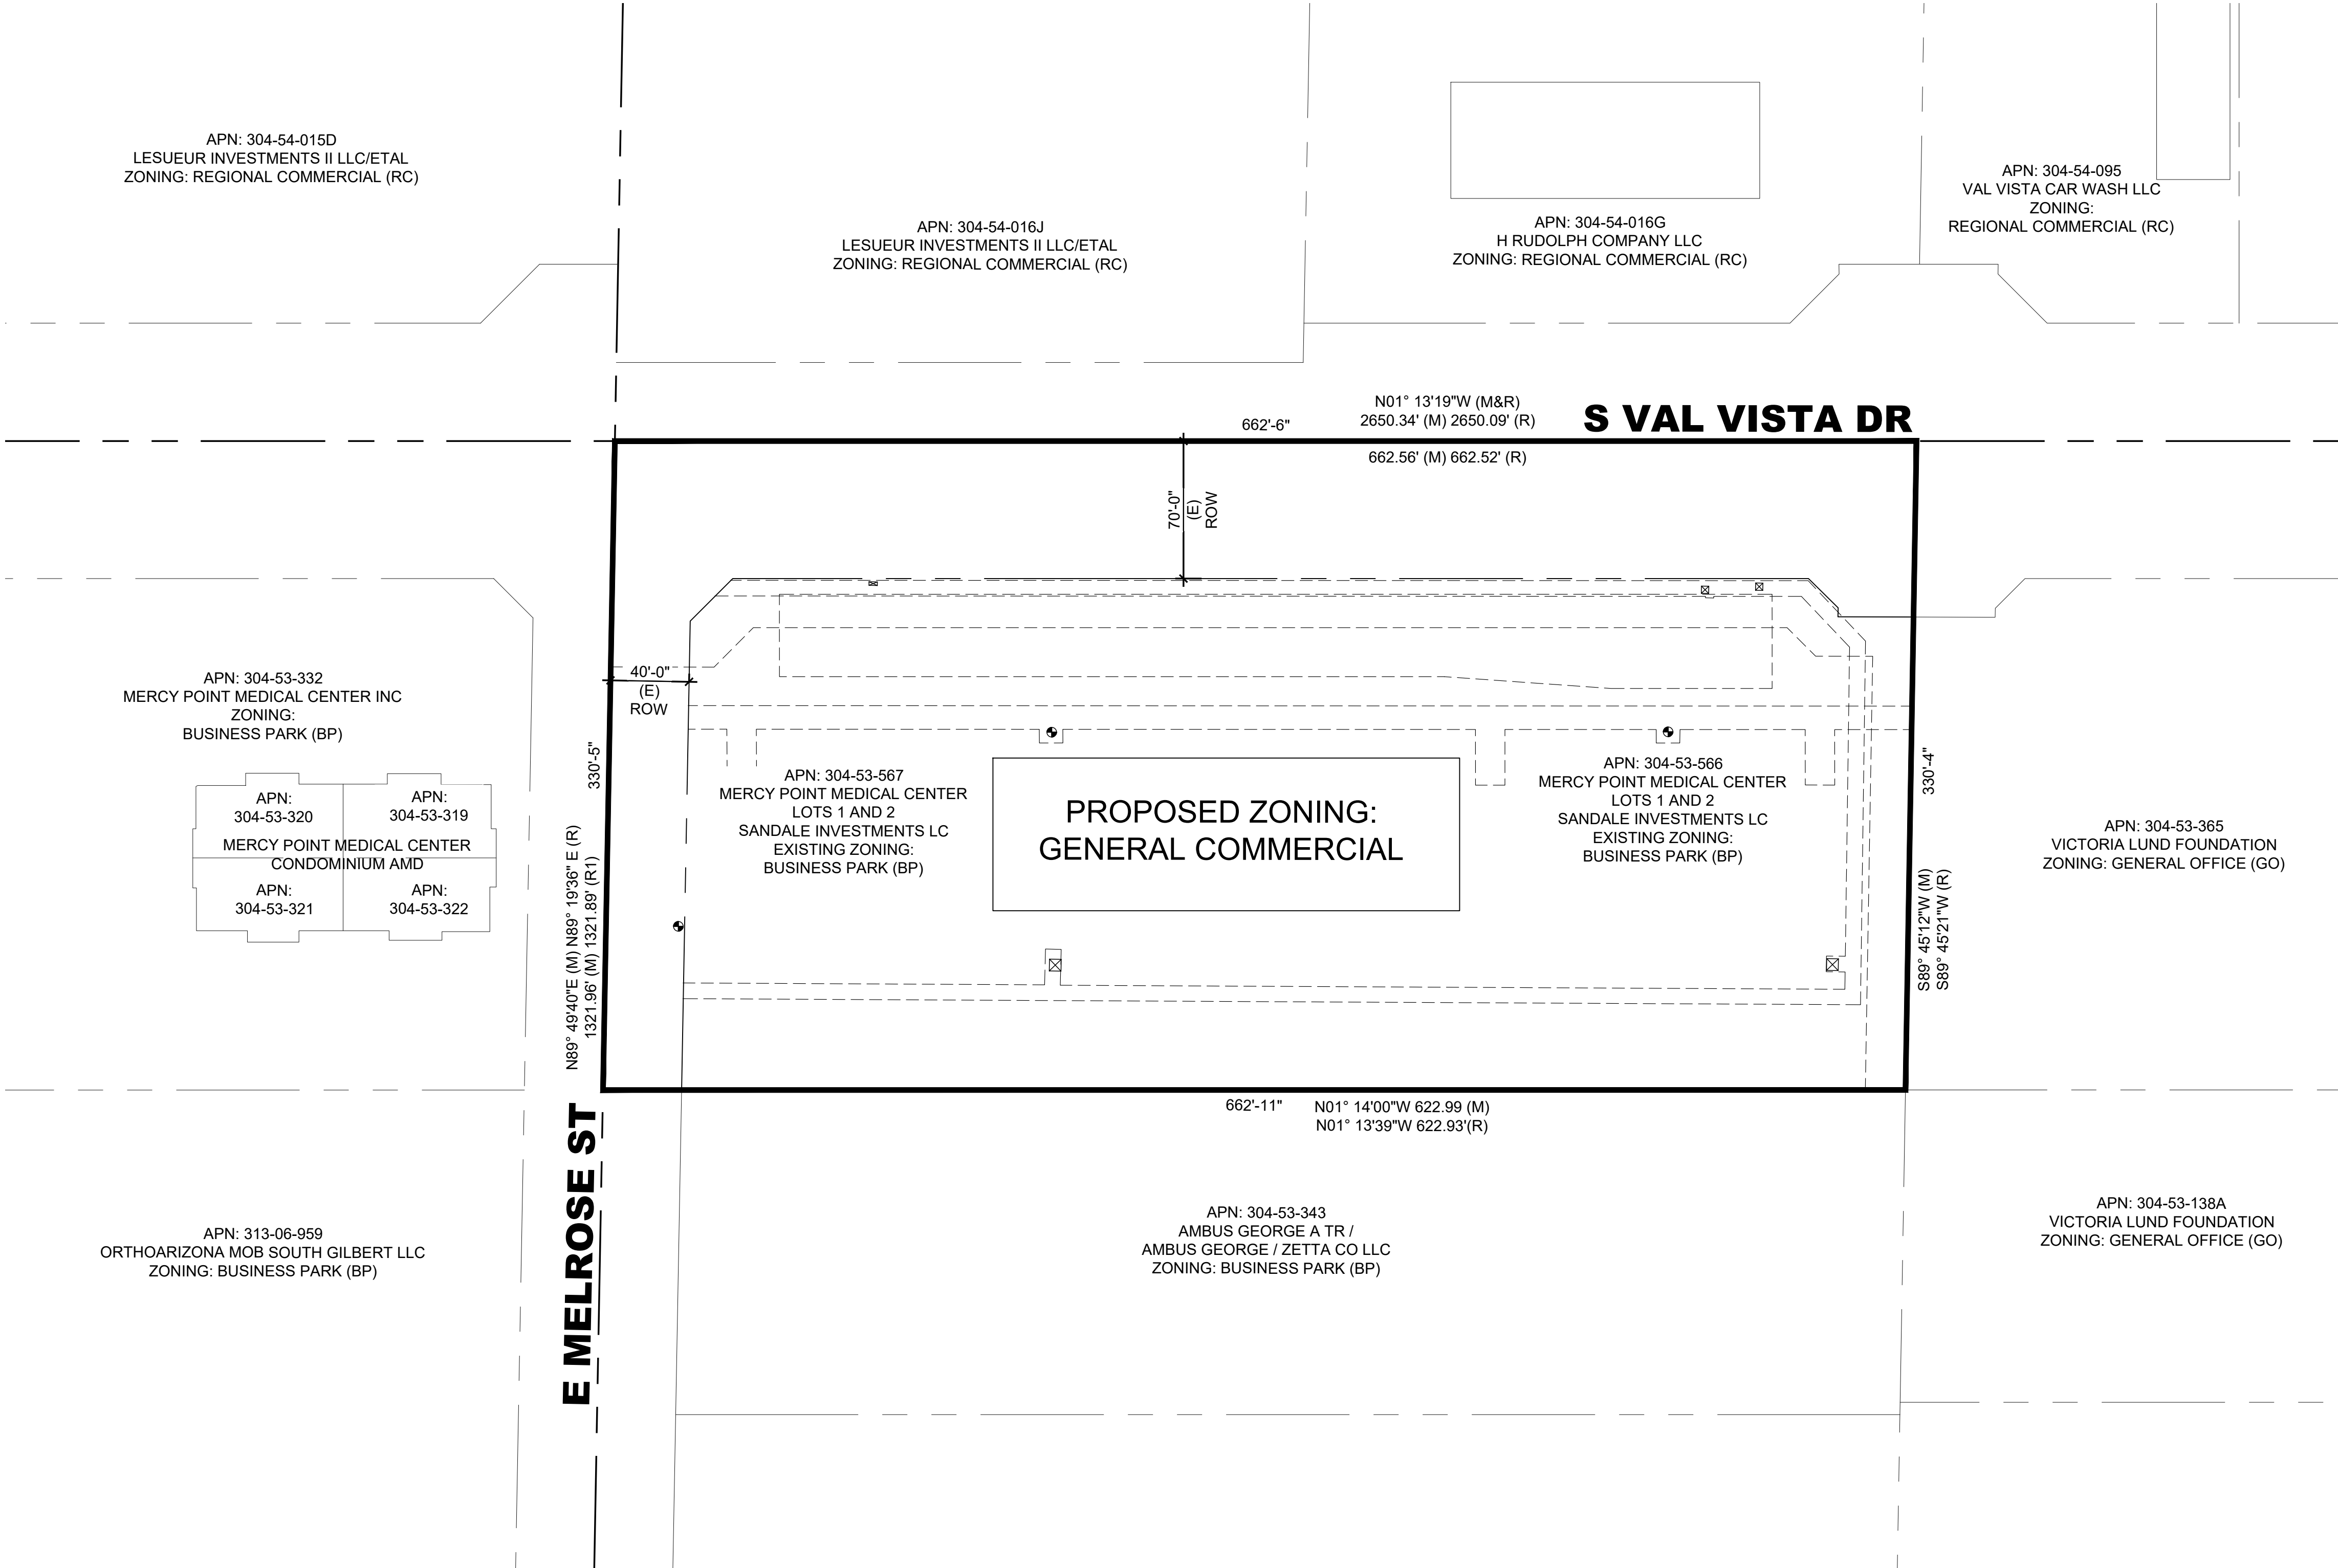 APN: 304-54-015D
LESUEUR INVESTMENTS II LLC/ETAL
ZONING: REGIONAL COMMERCIAL (RC)
APN: 304-54-016J
LESUEUR INVESTMENTS II LLC/ETAL
ZONING: REGIONAL COMMERCIAL (RC)
APN: 304-54-016G
H RUDOLPH COMPANY LLC
ZONING: REGIONAL COMMERCIAL (RC)
APN: 304-54-095
VAL VISTA CAR WASH LLC
ZONING:
REGIONAL COMMERCIAL (RC)
N01° 13'19"W (M&R)
2650.34' (M) 2650.09' (R)
662'-6"
S VAL VISTA DR
662.56' (M) 662.52' (R)
70'-0"
(E)
ROW
40'-0"
(E)
ROW
APN: 304-53-332
MERCY POINT MEDICAL CENTER INC
ZONING:
BUSINESS PARK (BP)
APN:
304-53-320
APN:
304-53-319
MERCY POINT MEDICAL CENTER
CONDOMINIUM AMD
APN:
304-53-321
APN:
304-53-322
330'-5"
N89° 49'40"E (M) N89° 19'36" E (R)
1321.96' (M) 1321.89' (R1)
APN: 304-53-567
MERCY POINT MEDICAL CENTER
LOTS 1 AND 2
SANDALE INVESTMENTS LC
EXISTING ZONING:
BUSINESS PARK (BP)
PROPOSED ZONING:
GENERAL COMMERCIAL
APN: 304-53-566
MERCY POINT MEDICAL CENTER
LOTS 1 AND 2
SANDALE INVESTMENTS LC
EXISTING ZONING:
BUSINESS PARK (BP)
330'-4"
S89° 45'12"W (M)
S89° 45'21"W (R)
APN: 304-53-365
VICTORIA LUND FOUNDATION
ZONING: GENERAL OFFICE (GO)
662'-11"
N01° 14'00"W 622.99 (M)
N01° 13'39"W 622.93'(R)
E MELROSE ST
APN: 313-06-959
ORTHOARIZONA MOB SOUTH GILBERT LLC
ZONING: BUSINESS PARK (BP)
APN: 304-53-343
AMBUS GEORGE A TR /
AMBUS GEORGE / ZETTA CO LLC
ZONING: BUSINESS PARK (BP)
APN: 304-53-138A
VICTORIA LUND FOUNDATION
ZONING: GENERAL OFFICE (GO)